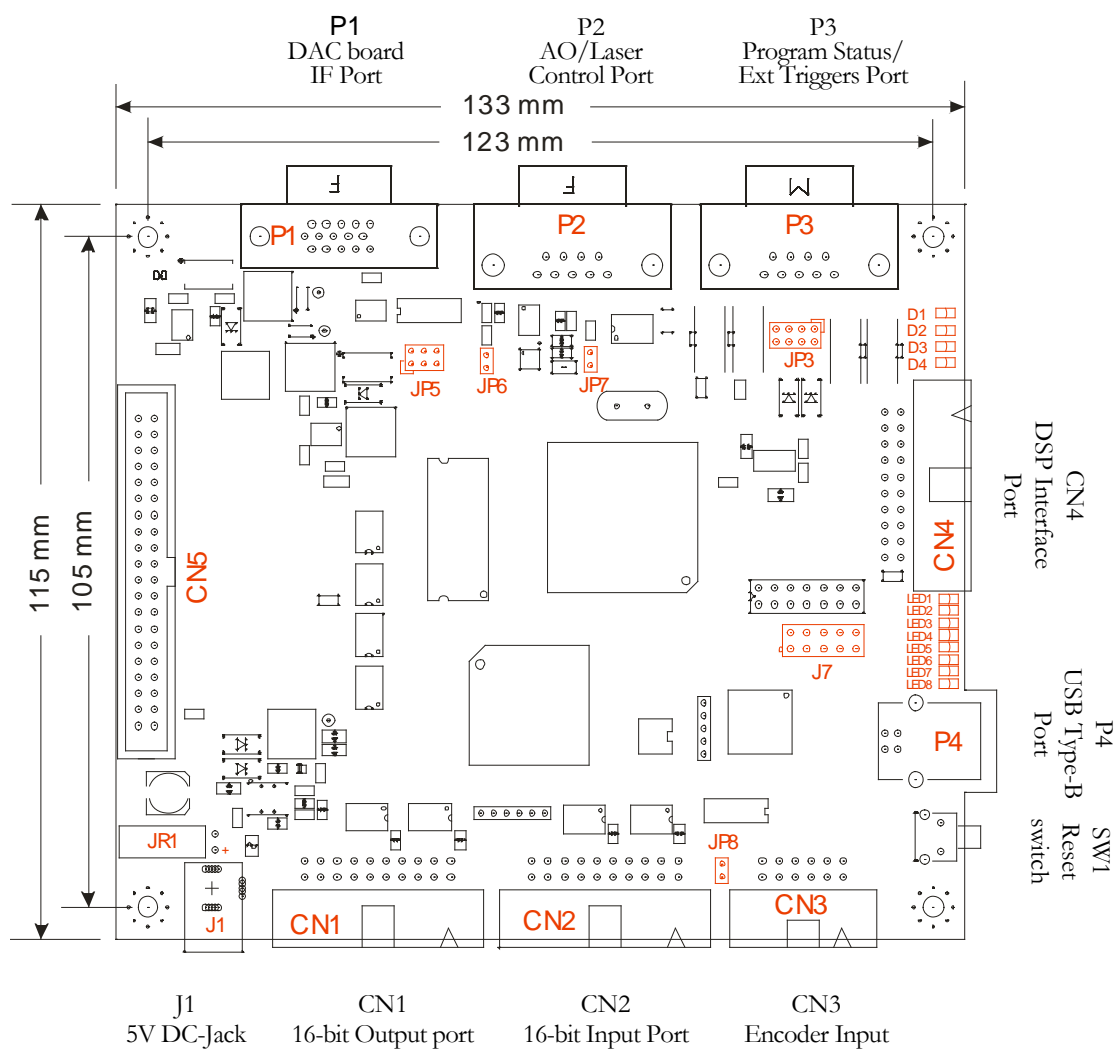 P1
DAC board
IF Port
P2
AO/Laser
Control Port
P3
Program Status/
Ext Triggers Port
133 mm
123 mm
F
F
M
P1
P2
P3
D1
D2
D3
D4
JP5
JP6
JP7
JP3
115 mm
105 mm
CN5
CN4
CN4
DSP Interface
Port
LED1
LED2
LED3
LED4
LED5
LED6
LED7
LED8
J7
P4
P4
USB Type-B
Port
JR1
+
JP8
SW1
Reset
switch
J1
CN1
CN2
CN3
J1
5V DC-Jack
CN1
16-bit Output port
CN2
16-bit Input Port
CN3
Encoder Input